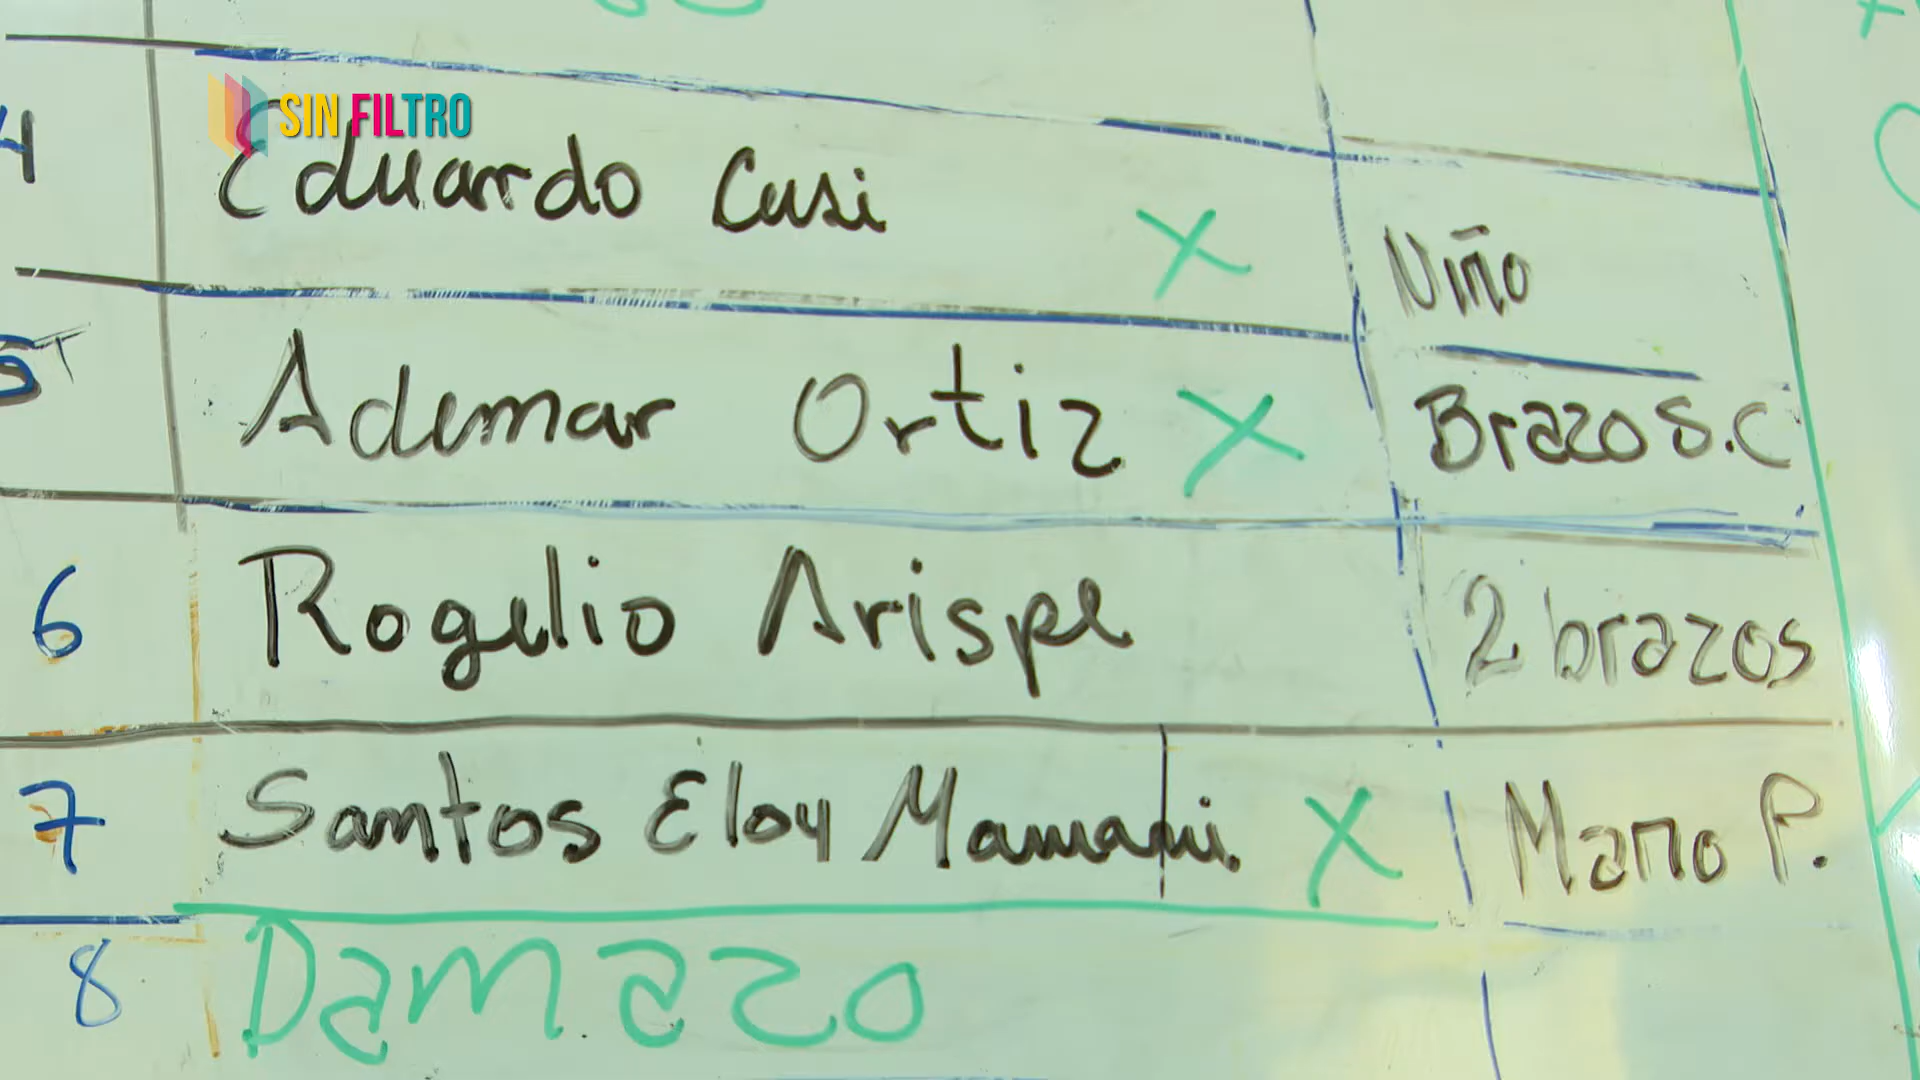 SIN FILTRO
4 Eduardo Cusi X Niño
5 Ademar Ortiz X Brazo S.C
6 Rogelio Arispe 2 brazos
7 Santos Eloy Mamani. X Mano P.
8 Damazo